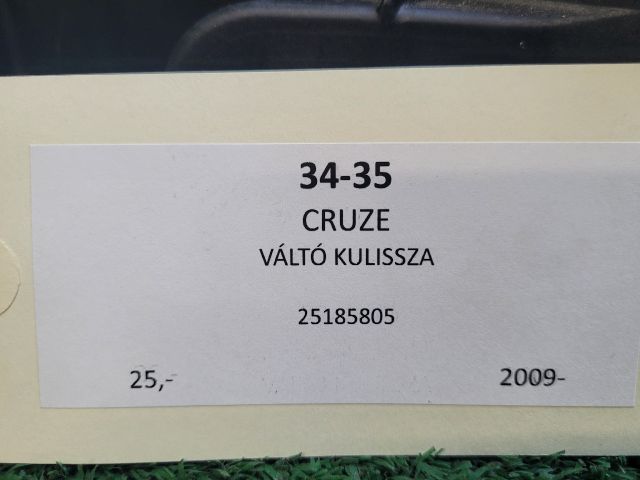 34-35
CRUZE
VÁLTÓ KULISSZA
25185805
25,- 2009-